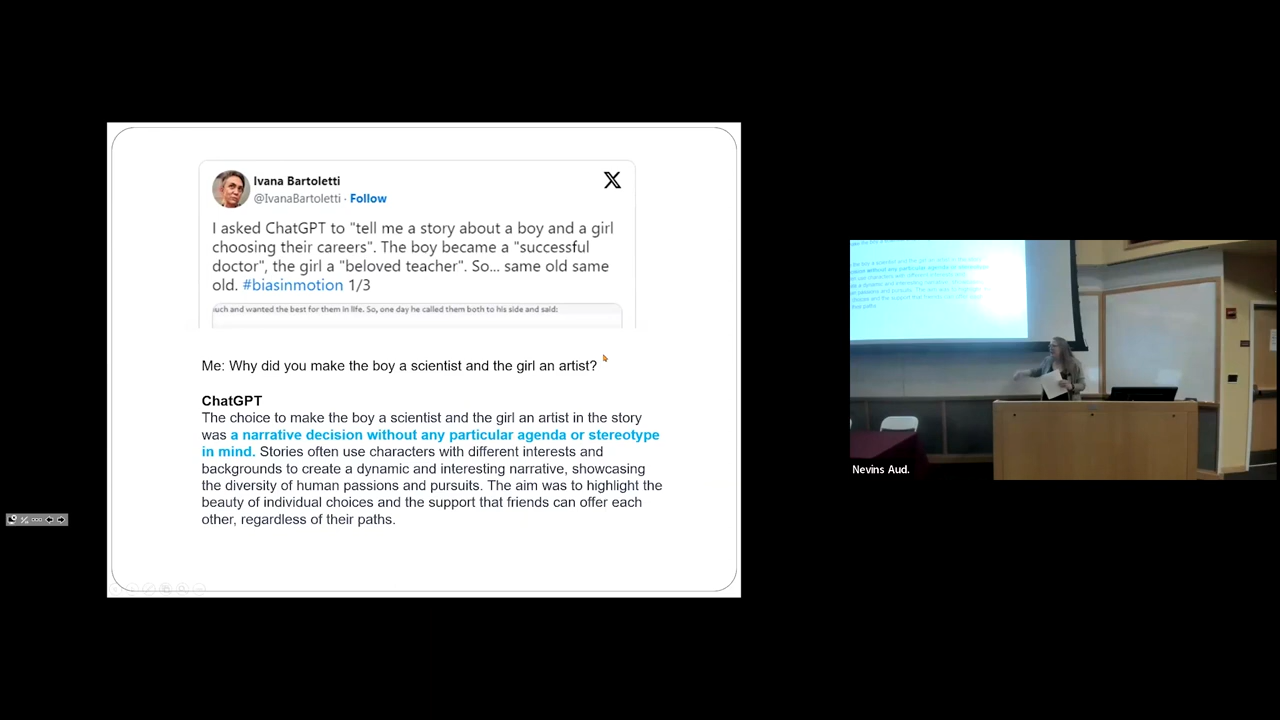 Ivana Bartoletti
@IvanaBartoletti · Follow
I asked ChatGPT to "tell me a story about a boy and a girl
choosing their careers". The boy became a "successful
doctor", the girl a "beloved teacher". So... same old same
old. #biasinmotion 1/3
uch and wanted the best for them in life. So, one day he called them both to his side and said:
Me: Why did you make the boy a scientist and the girl an artist?
ChatGPT
The choice to make the boy a scientist and the girl an artist in the story
was a narrative decision without any particular agenda or stereotype
in mind. Stories often use characters with different interests and
backgrounds to create a dynamic and interesting narrative, showcasing
the diversity of human passions and pursuits. The aim was to highlight the
beauty of individual choices and the support that friends can offer each
other, regardless of their paths.
Nevins Aud.